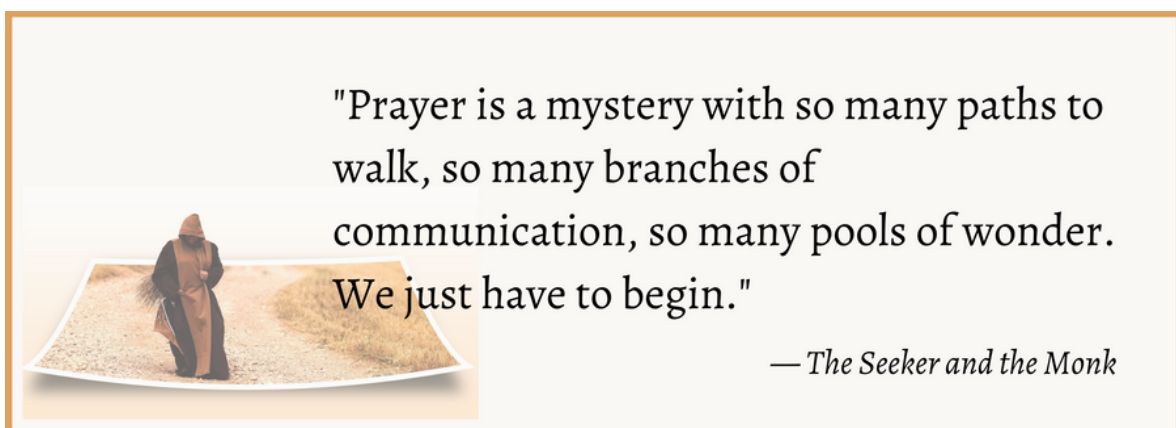 "Prayer is a mystery with so many paths to
walk, so many branches of
communication, so many pools of wonder.
We just have to begin."
— The Seeker and the Monk